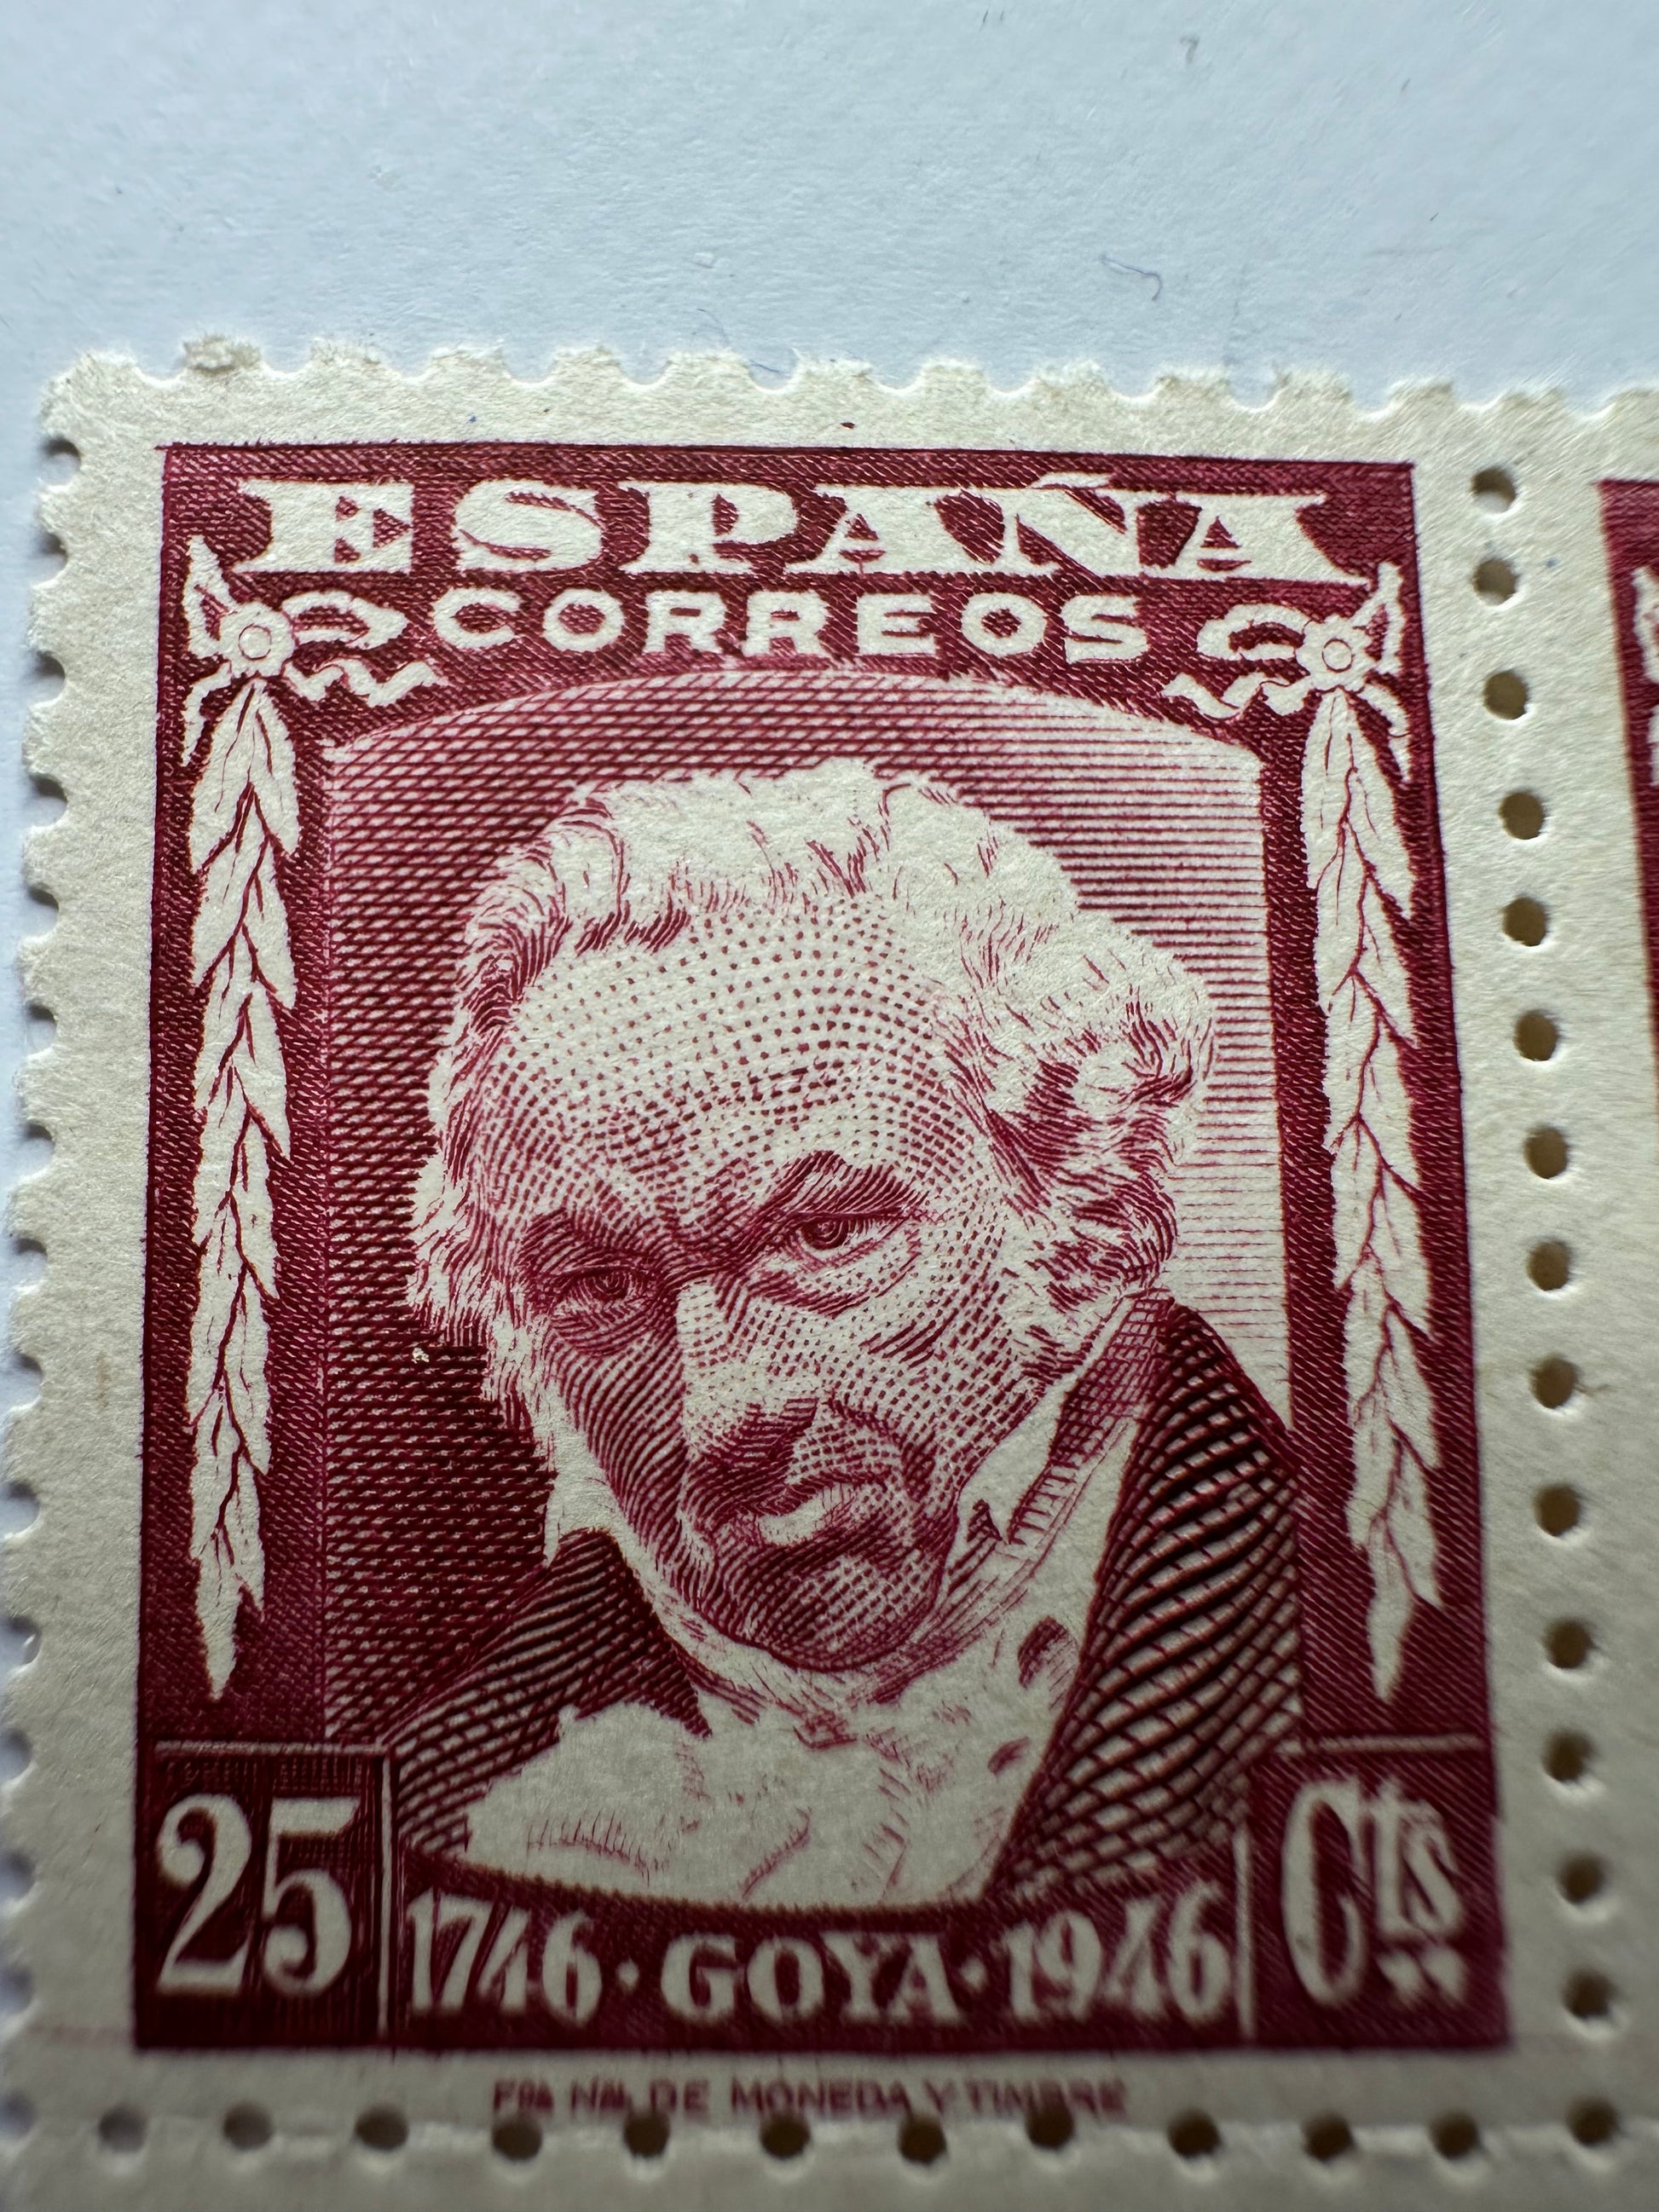 ESPAÑA
CORREOS
25 1746 · GOYA · 1946 Cts
Fca Nal DE MONEDA Y TIMBRE